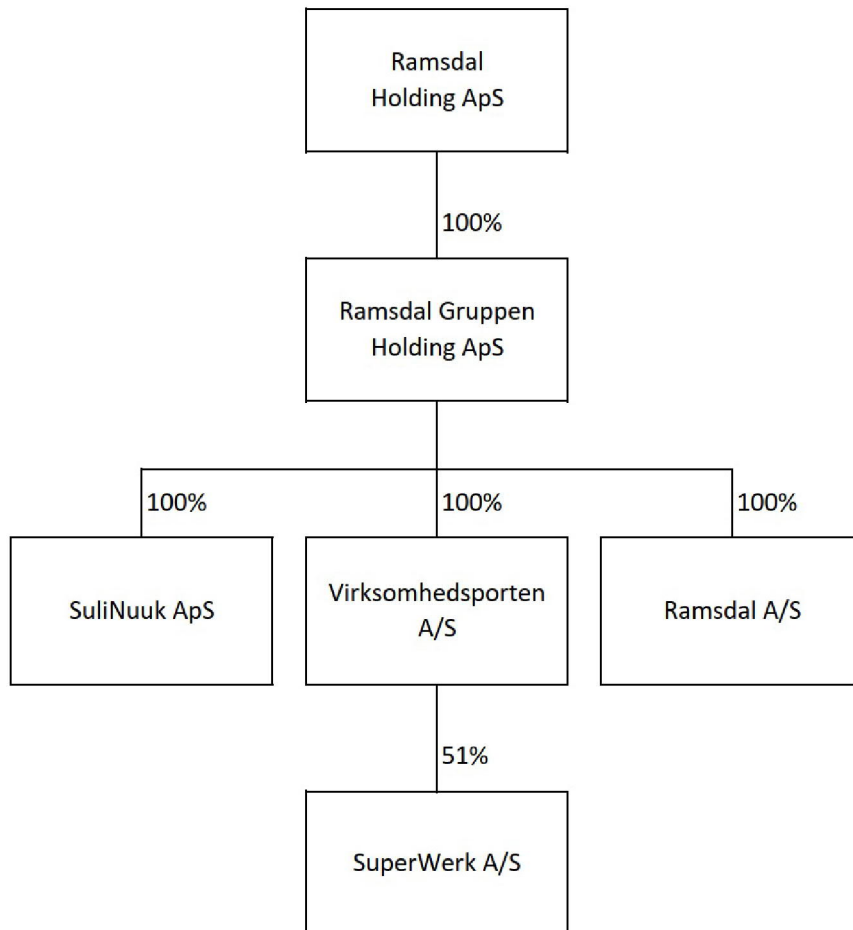 Ramsdal
Holding ApS
100%
Ramsdal Gruppen
Holding ApS
100%
100%
100%
SuliNuuk ApS
Virksomhedsporten
A/S
Ramsdal A/S
51%
SuperWerk A/S